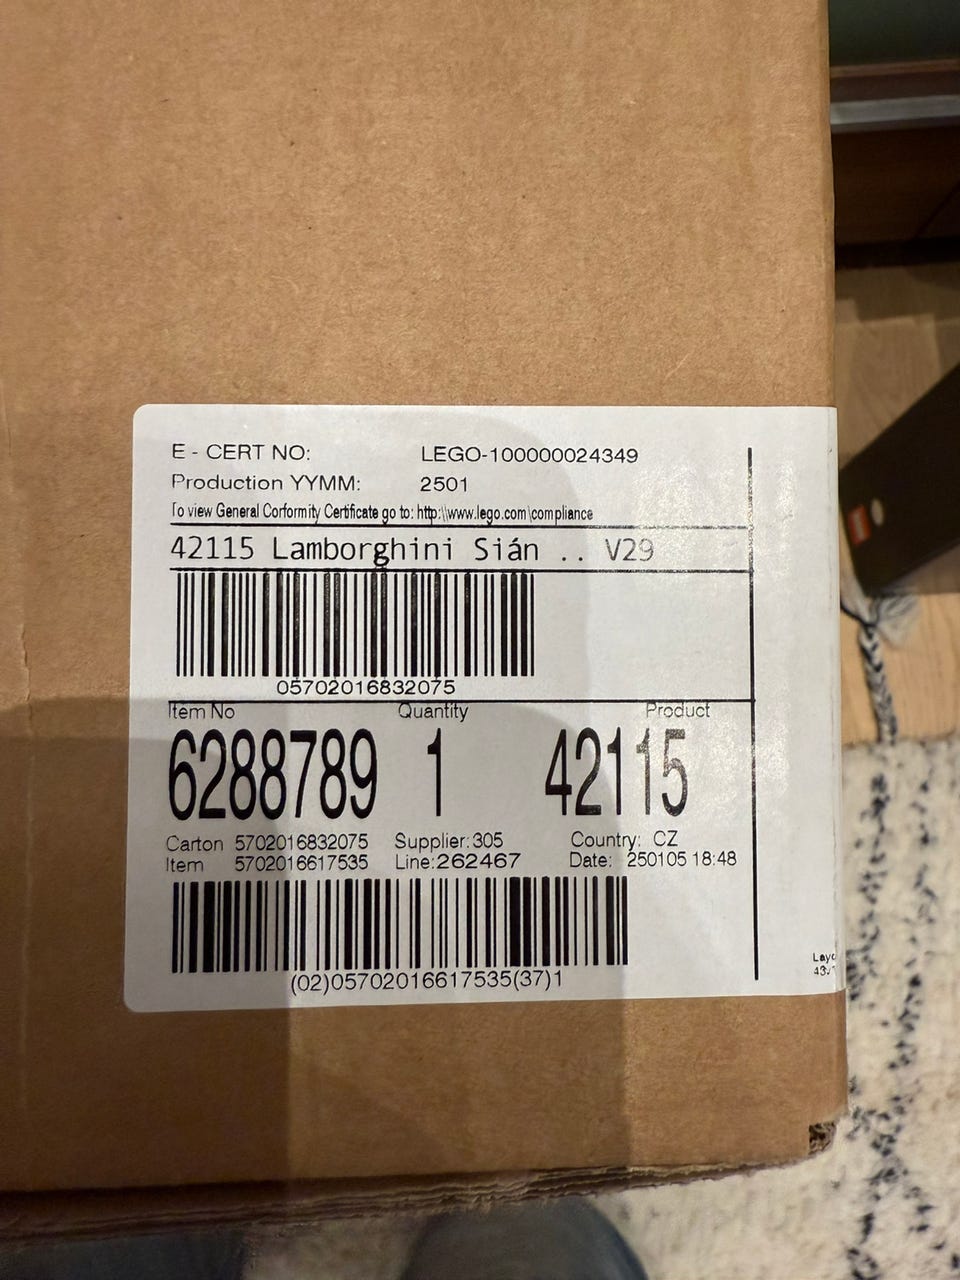 E - CERT NO: LEGO-100000024349
Production YYMM: 2501
To view General Corformity Certificate go to: http:\\www.lego.com\compliance
42115 Lamborghini Sián .. V29
05702016832075
Item No Quantity Product
6288789 1 42115
Carton 5702016832075 Supplier: 305 Country: CZ
Item 5702016617535 Line: 262467 Date: 250105 18:48
(02)05702016617535(37)1